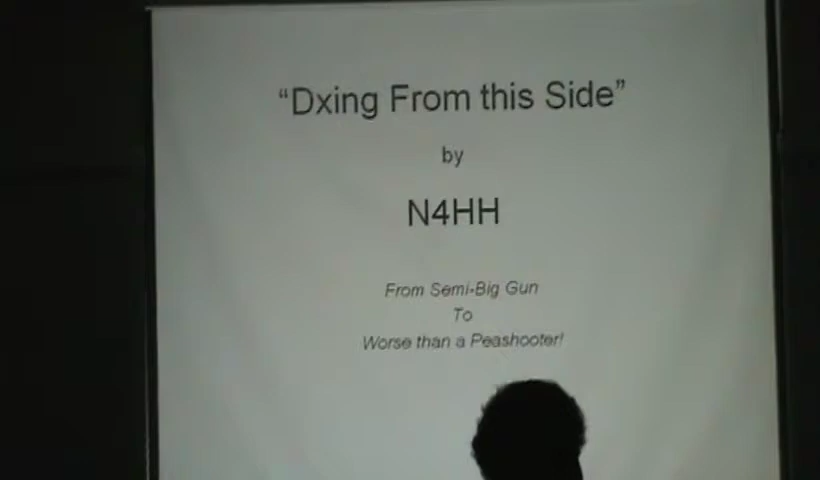 “Dxing From this Side”
by
N4HH
From Semi-Big Gun
To
Worse than a Peashooter!